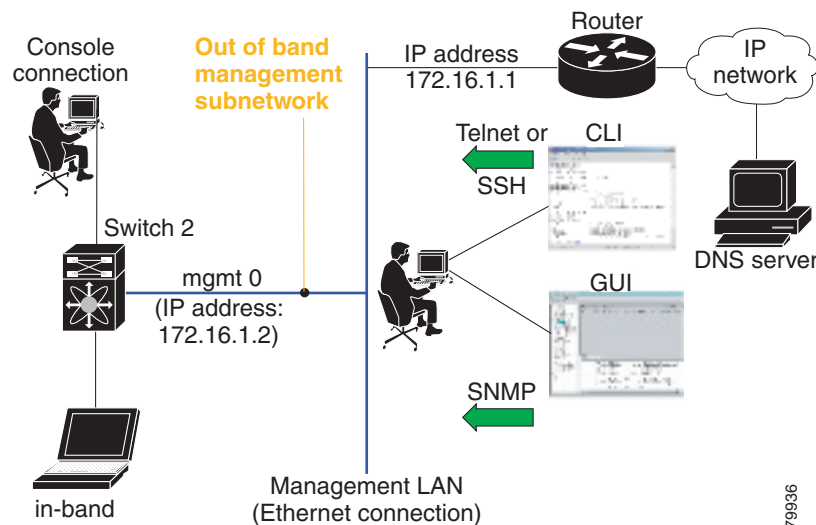 Console
connection
Out of band
management
subnetwork
Router
IP address
172.16.1.1
IP
network
Telnet or
SSH
CLI
Switch 2
DNS server
mgmt 0
(IP address:
172.16.1.2)
GUI
SNMP
in-band
Management LAN
(Ethernet connection)
79936